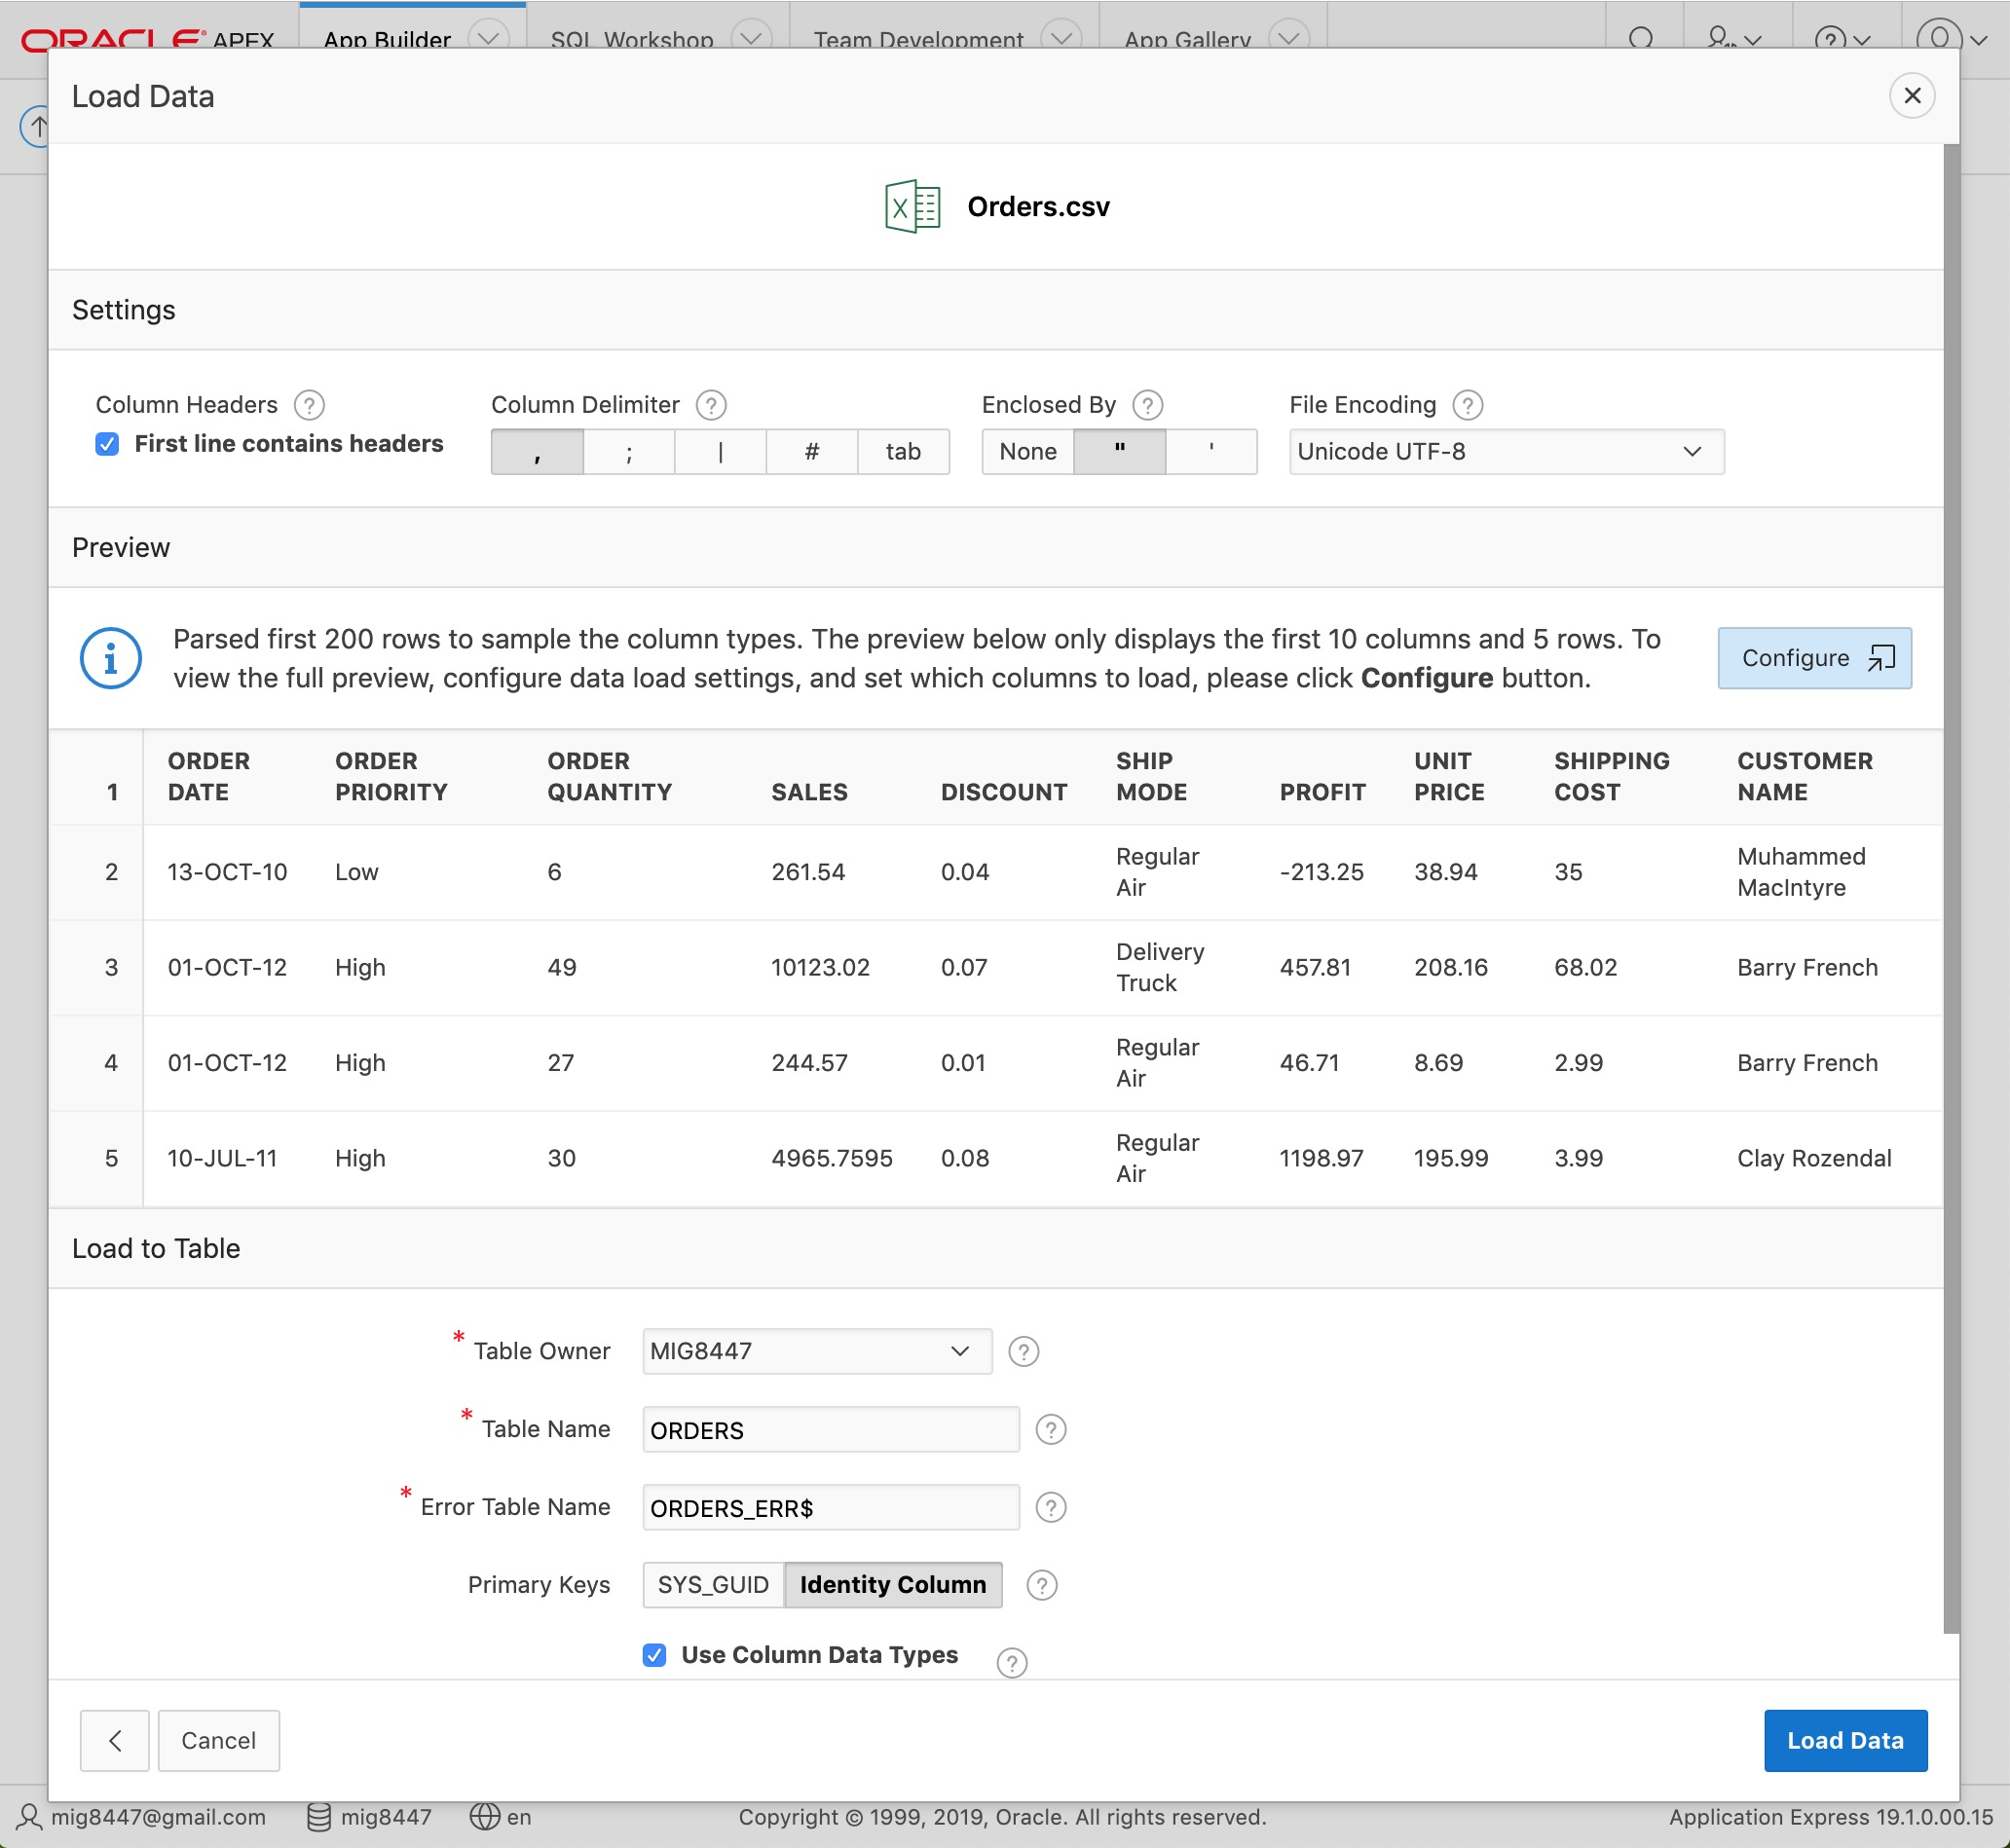 ORACLE APEX App Builder SQL Workshop Team Development App Gallery
Load Data
Orders.csv
Settings
Column Headers ? Column Delimiter ? Enclosed By ? File Encoding ?
First line contains headers , ; | # tab None " ' Unicode UTF-8
Preview
Parsed first 200 rows to sample the column types. The preview below only displays the first 10 columns and 5 rows. To
view the full preview, configure data load settings, and set which columns to load, please click Configure button.
Configure
1 ORDER DATE ORDER PRIORITY ORDER QUANTITY SALES DISCOUNT SHIP MODE PROFIT UNIT PRICE SHIPPING COST CUSTOMER NAME
2 13-OCT-10 Low 6 261.54 0.04 Regular Air -213.25 38.94 35 Muhammed MacIntyre
3 01-OCT-12 High 49 10123.02 0.07 Delivery Truck 457.81 208.16 68.02 Barry French
4 01-OCT-12 High 27 244.57 0.01 Regular Air 46.71 8.69 2.99 Barry French
5 10-JUL-11 High 30 4965.7595 0.08 Regular Air 1198.97 195.99 3.99 Clay Rozendal
Load to Table
* Table Owner MIG8447 ?
* Table Name ORDERS ?
* Error Table Name ORDERS_ERR$ ?
Primary Keys SYS_GUID Identity Column ?
Use Column Data Types ?
Cancel Load Data
mig8447@gmail.com mig8447 en Copyright © 1999, 2019, Oracle. All rights reserved. Application Express 19.1.0.00.15